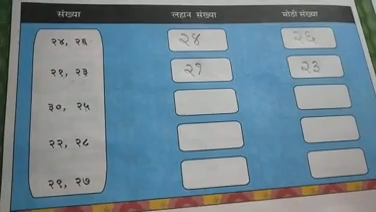 संख्या लहान संख्या मोठी संख्या
२४, २६ २४ २६
२१, २३ २१ २३
३०, २५
२२, २८
२९, २७